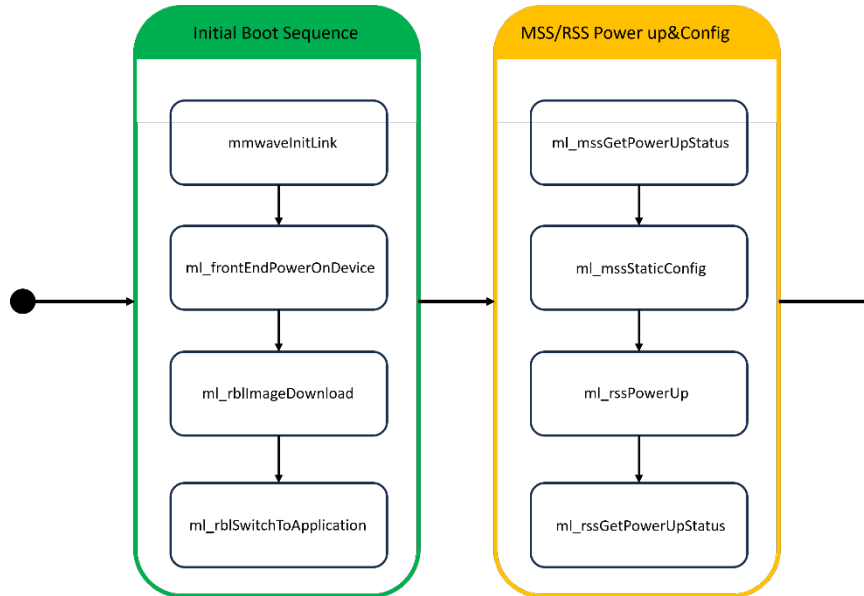 Initial Boot Sequence
mmwaveInitLink
ml_frontEndPowerOnDevice
ml_rblImageDownload
ml_rblSwitchToApplication
MSS/RSS Power up&Config
ml_mssGetPowerUpStatus
ml_mssStaticConfig
ml_rssPowerUp
ml_rssGetPowerUpStatus